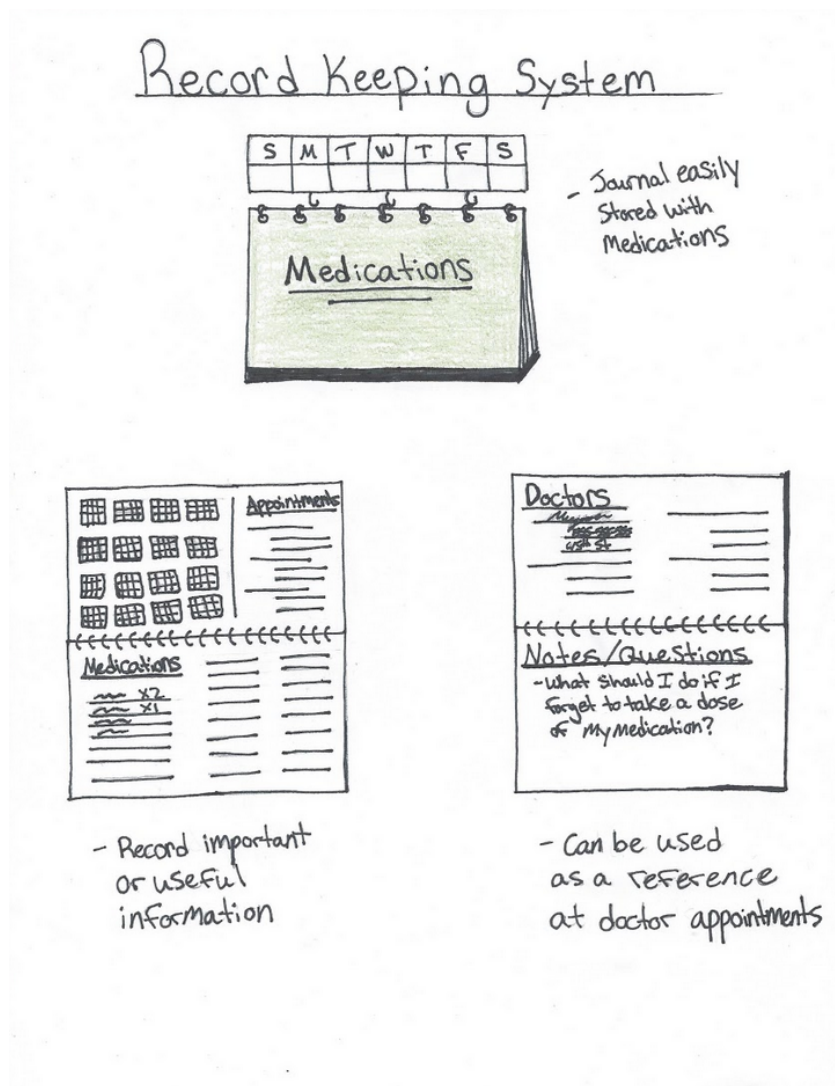 Record Keeping System
S M T W T F S
- Journal easily
Stored with
Medications
Medications
Appointments
Medications
x2
x1
- Record important
or useful
information
Doctors
Notes/Questions
- What should I do if I
forget to take a dose
of my medication?
- Can be used
as a reference
at doctor appointments